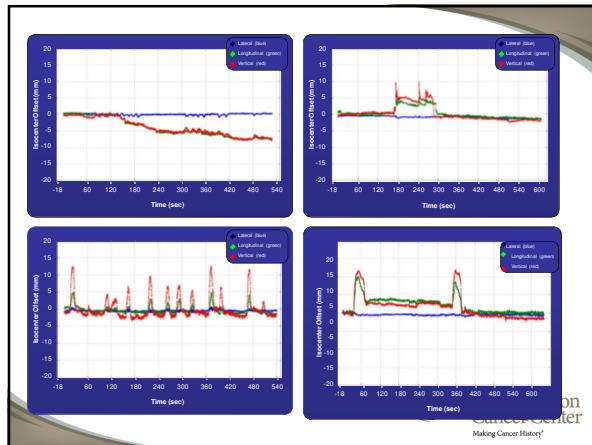 Lateral (blue)
Longitudinal (green)
Vertical (red)
Isocenter Offset (mm)
20
15
10
5
0
-5
-10
-15
-20
-18 60 120 180 240 300 360 420 480 540
Time (sec)
Lateral (blue)
Longitudinal (green)
Vertical (red)
Isocenter Offset (mm)
20
15
10
5
0
-5
-10
-15
-20
-18 60 120 180 240 300 360 420 480 540 600
Time (sec)
Lateral (blue)
Longitudinal (green)
Vertical (red)
Isocenter Offset (mm)
20
15
10
5
0
-5
-10
-15
-20
-18 60 120 180 240 300 360 420 480 540
Time (sec)
Lateral (blue)
Longitudinal (green)
Vertical (red)
Isocenter Offset (mm)
20
15
10
5
0
-5
-10
-15
-20
-18 60 120 180 240 300 360 420 480 540 600
Time (sec)
on
Cancer Center
Making Cancer History®